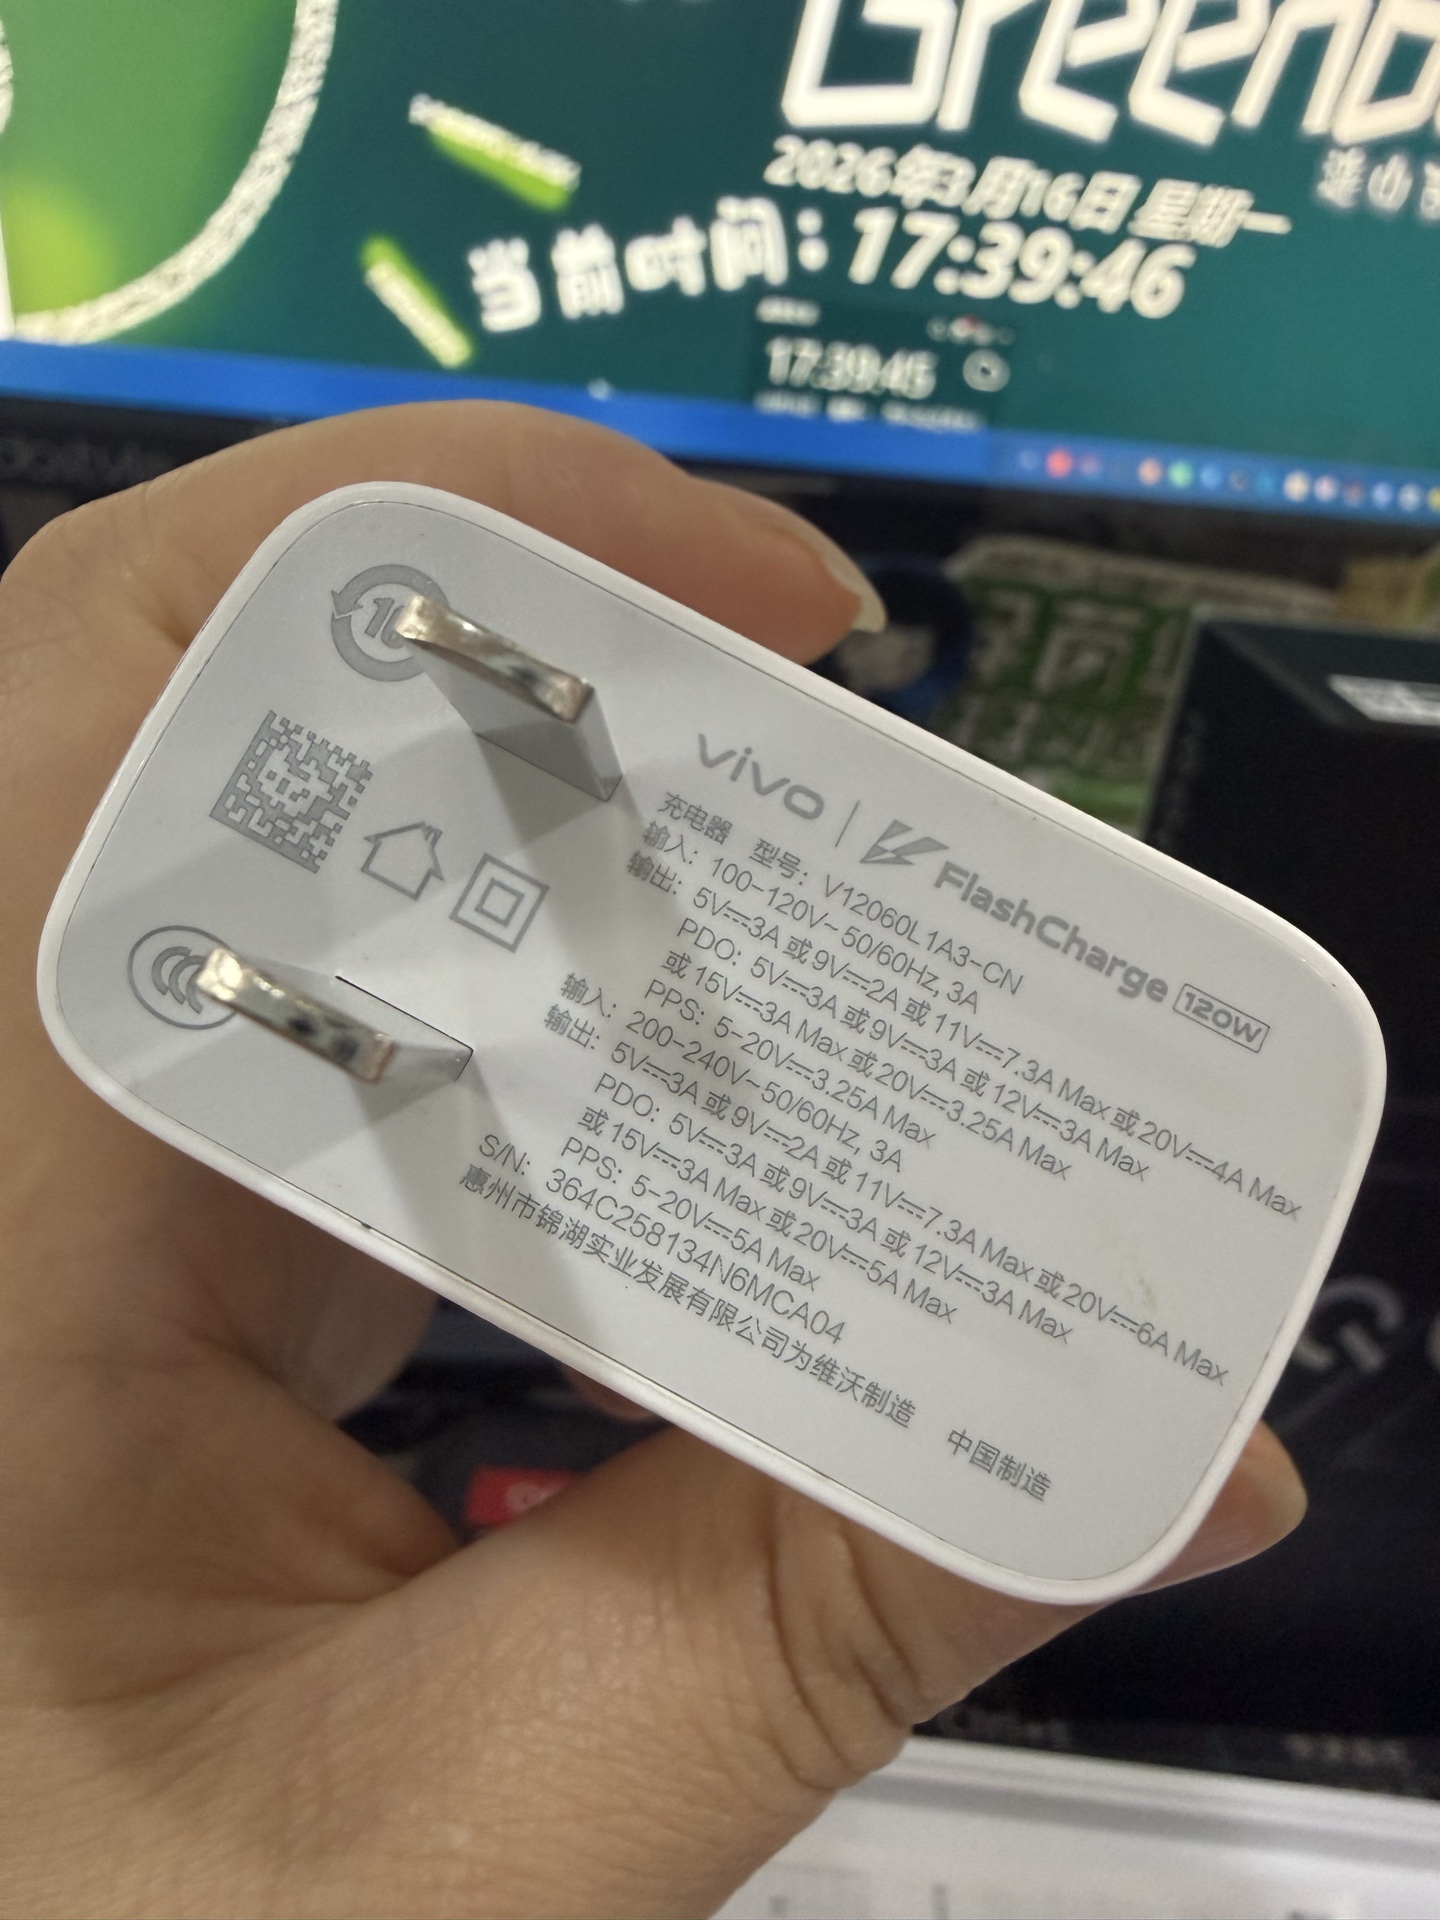 2026年3月16日 星期一
当前时间：17:39:46
17:39:45
vivo | FlashCharge 120W
充电器 型号：V12060L1A3-CN
输入：100-120V~50/60Hz, 3A
输出：5V⎓3A 或 9V⎓2A 或 11V⎓7.3A Max 或 20V⎓4A Max
PDO：5V⎓3A 或 9V⎓3A 或 12V⎓3A Max
或 15V⎓3A Max 或 20V⎓3.25A Max
PPS：5-20V⎓3.25A Max
输入：200-240V~50/60Hz, 3A
输出：5V⎓3A 或 9V⎓2A 或 11V⎓7.3A Max 或 20V⎓6A Max
PDO：5V⎓3A 或 9V⎓3A 或 12V⎓3A Max
或 15V⎓3A Max 或 20V⎓5A Max
PPS：5-20V⎓5A Max
S/N：364C258134N6MCA04
惠州市锦湖实业发展有限公司为维沃制造 中国制造